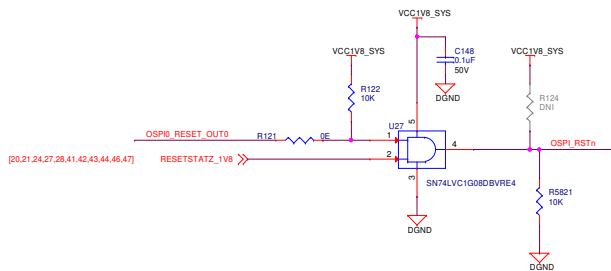 VCC1V8_SYS
VCC1V8_SYS
VCC1V8_SYS
C148
0.1uF
50V
R122
10K
R124
DNI
DGND
U27
5
OSPI0_RESET_OUT0
R121
0E
1
4
OSPI_RSTn
[20,21,24,27,28,41,42,43,44,46,47]
RESETSTATZ_1V8
2
3
SN74LVC1G08DBVRE4
R5821
10K
DGND
DGND